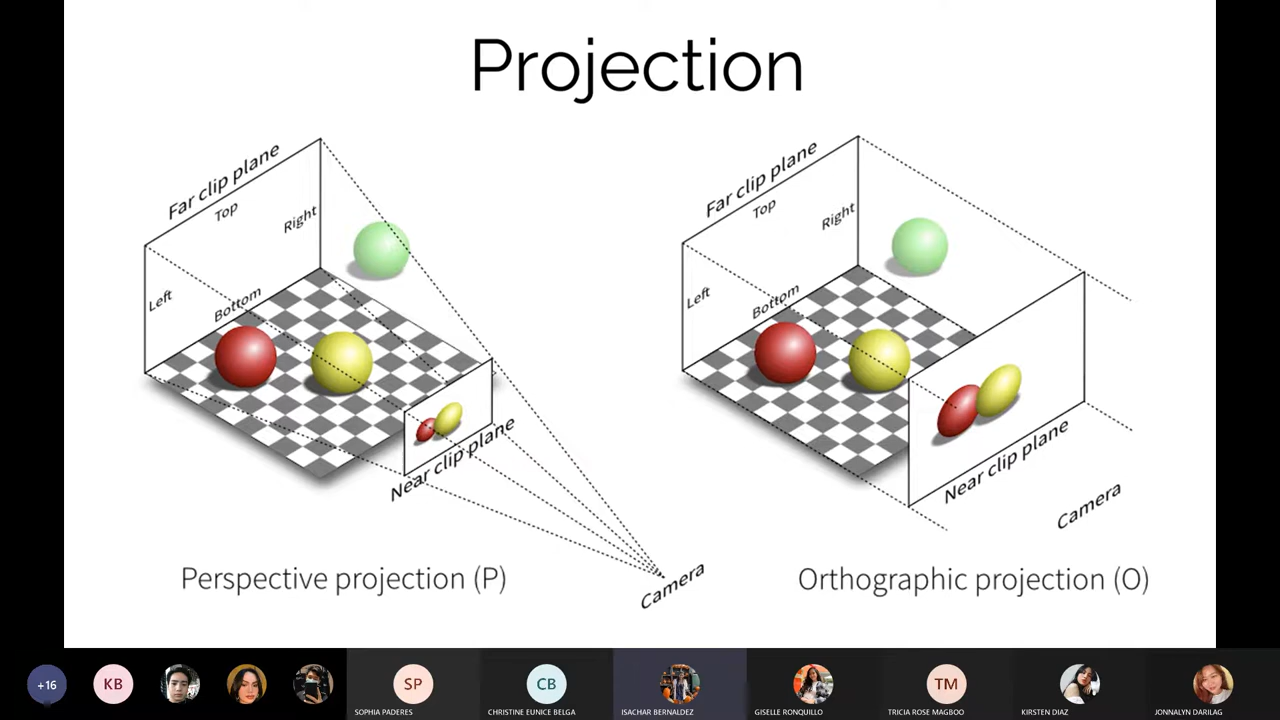 Projection
Far clip plane
Top
Right
Left
Bottom
Near clip plane
Camera
Perspective projection (P)
Far clip plane
Top
Right
Left
Bottom
Near clip plane
Camera
Orthographic projection (O)
+16
KB
SP
SOPHIA PADERES
CB
CHRISTINE EUNICE BELGA
ISACHAR BERNALDEZ
GISELLE RONQUILLO
TM
TRICIA ROSE MAGBOO
KIRSTEN DIAZ
JONNALYN DARILAG